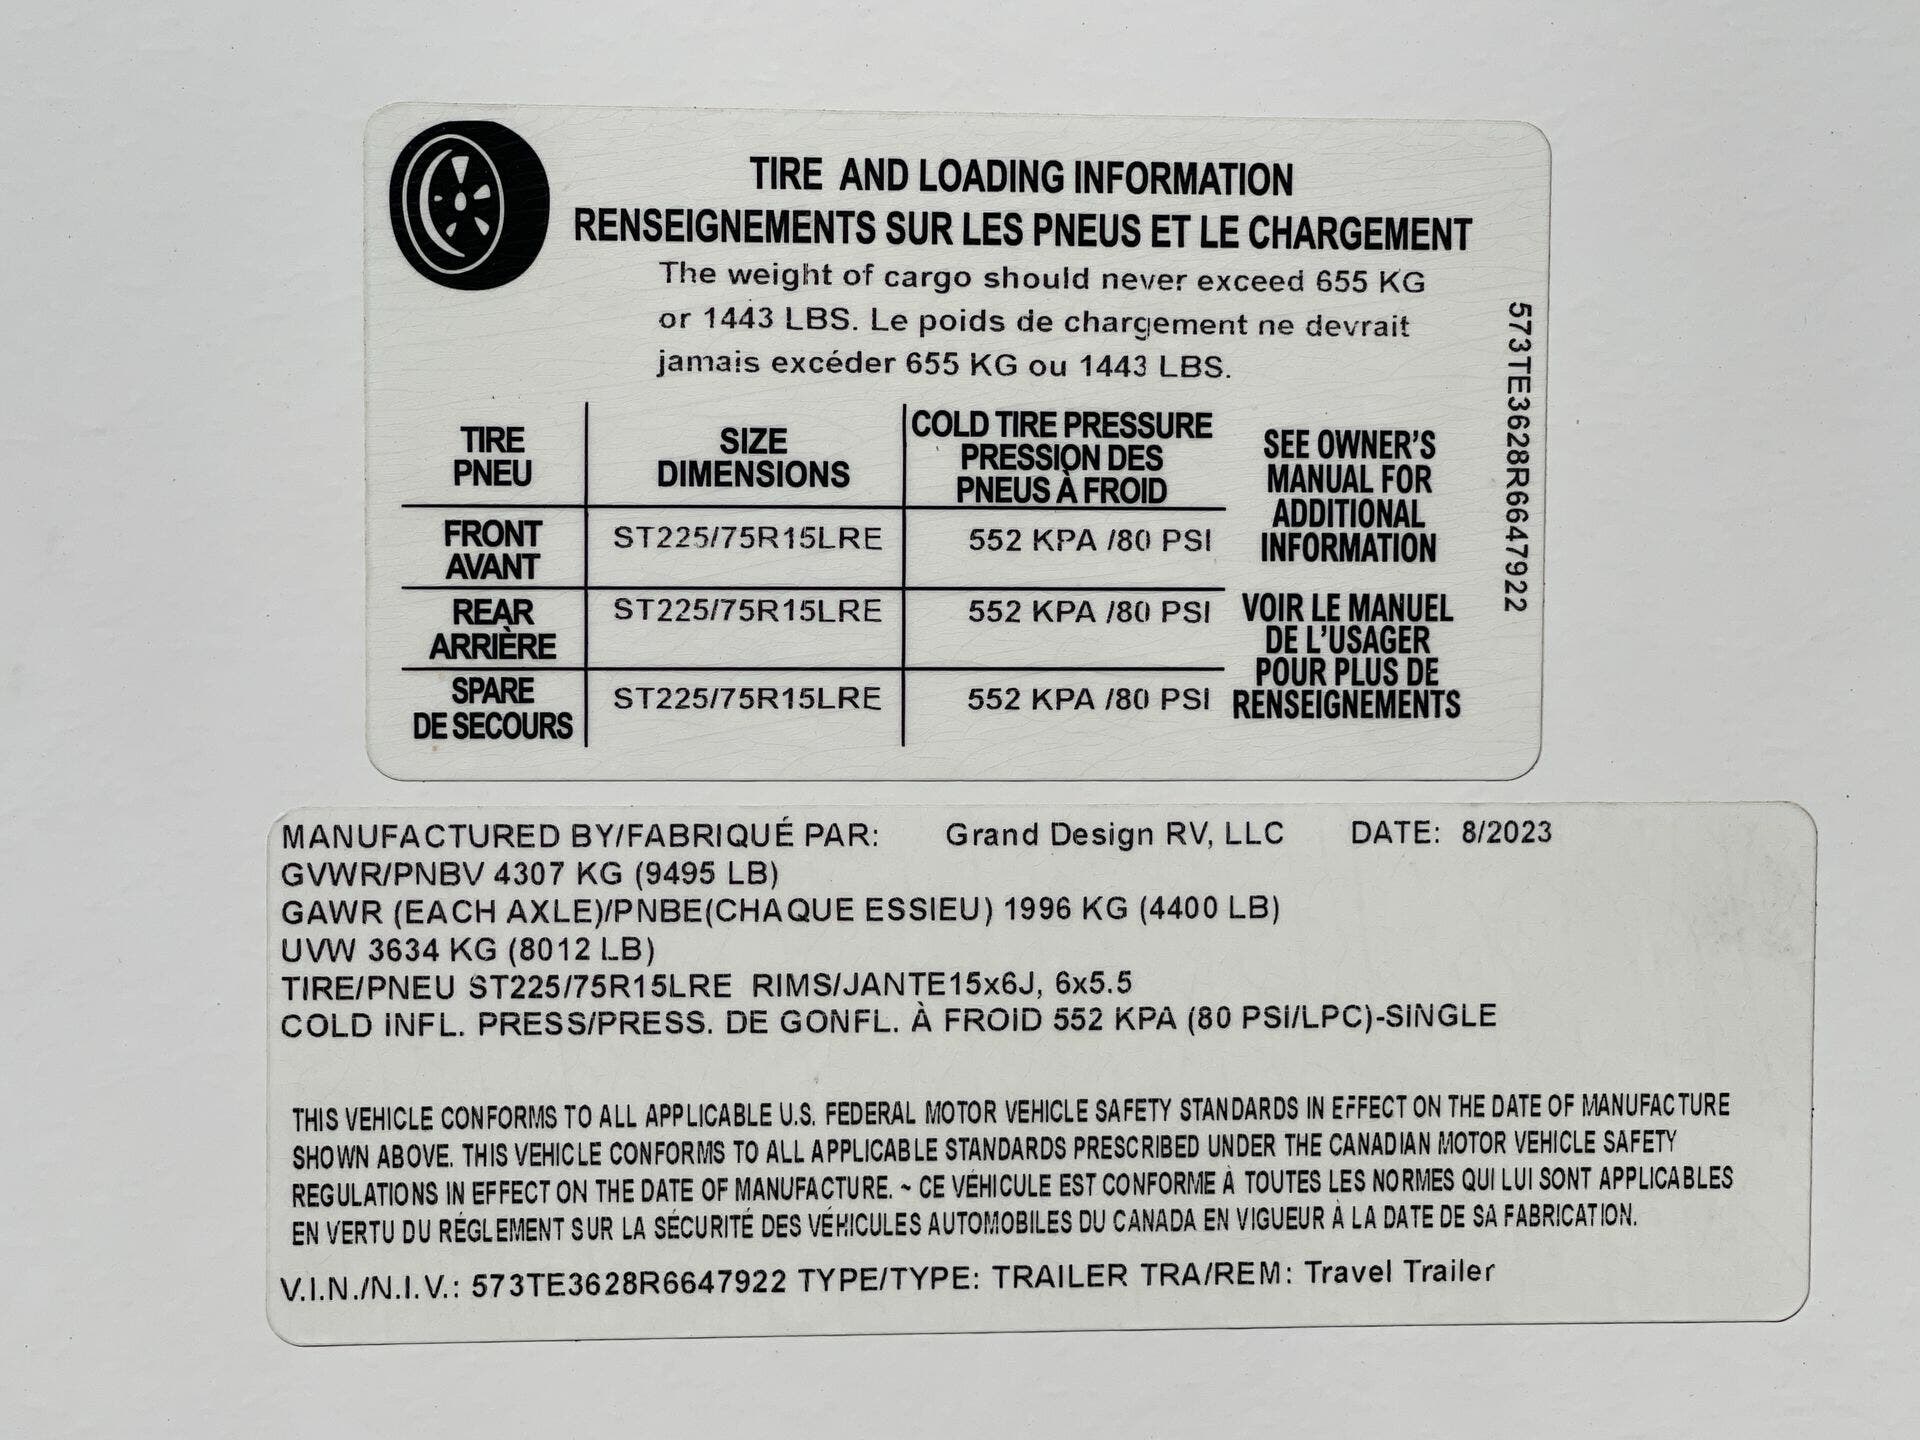 TIRE AND LOADING INFORMATION
RENSEIGNEMENTS SUR LES PNEUS ET LE CHARGEMENT
The weight of cargo should never exceed 655 KG
or 1443 LBS. Le poids de chargement ne devrait
jamais excéder 655 KG ou 1443 LBS.
TIRE
PNEU
SIZE
DIMENSIONS
COLD TIRE PRESSURE
PRESSION DES
PNEUS À FROID
FRONT
AVANT
ST225/75R15LRE
552 KPA /80 PSI
REAR
ARRIÈRE
ST225/75R15LRE
552 KPA /80 PSI
SPARE
DE SECOURS
ST225/75R15LRE
552 KPA /80 PSI
SEE OWNER'S
MANUAL FOR
ADDITIONAL
INFORMATION
VOIR LE MANUEL
DE L'USAGER
POUR PLUS DE
RENSEIGNEMENTS
573TE3628R6647922
MANUFACTURED BY/FABRIQUÉ PAR: Grand Design RV, LLC DATE: 8/2023
GVWR/PNBV 4307 KG (9495 LB)
GAWR (EACH AXLE)/PNBE(CHAQUE ESSIEU) 1996 KG (4400 LB)
UVW 3634 KG (8012 LB)
TIRE/PNEU ST225/75R15LRE RIMS/JANTE15x6J, 6x5.5
COLD INFL. PRESS/PRESS. DE GONFL. À FROID 552 KPA (80 PSI/LPC)-SINGLE
THIS VEHICLE CONFORMS TO ALL APPLICABLE U.S. FEDERAL MOTOR VEHICLE SAFETY STANDARDS IN EFFECT ON THE DATE OF MANUFACTURE
SHOWN ABOVE. THIS VEHICLE CONFORMS TO ALL APPLICABLE STANDARDS PRESCRIBED UNDER THE CANADIAN MOTOR VEHICLE SAFETY
REGULATIONS IN EFFECT ON THE DATE OF MANUFACTURE. ~ CE VÉHICULE EST CONFORME À TOUTES LES NORMES QUI LUI SONT APPLICABLES
EN VERTU DU RÉGLEMENT SUR LA SÉCURITÉ DES VÉHICULES AUTOMOBILES DU CANADA EN VIGUEUR À LA DATE DE SA FABRICATION.
V.I.N./N.I.V.: 573TE3628R6647922 TYPE/TYPE: TRAILER TRA/REM: Travel Trailer